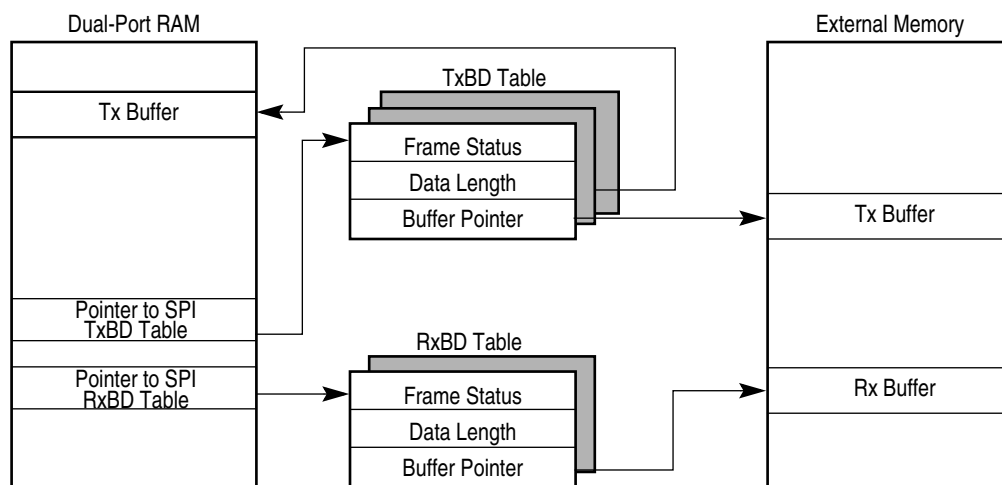 Dual-Port RAM
External Memory
TxBD Table
Tx Buffer
Frame Status
Data Length
Buffer Pointer
Tx Buffer
Pointer to SPI
TxBD Table
RxBD Table
Pointer to SPI
RxBD Table
Frame Status
Data Length
Buffer Pointer
Rx Buffer